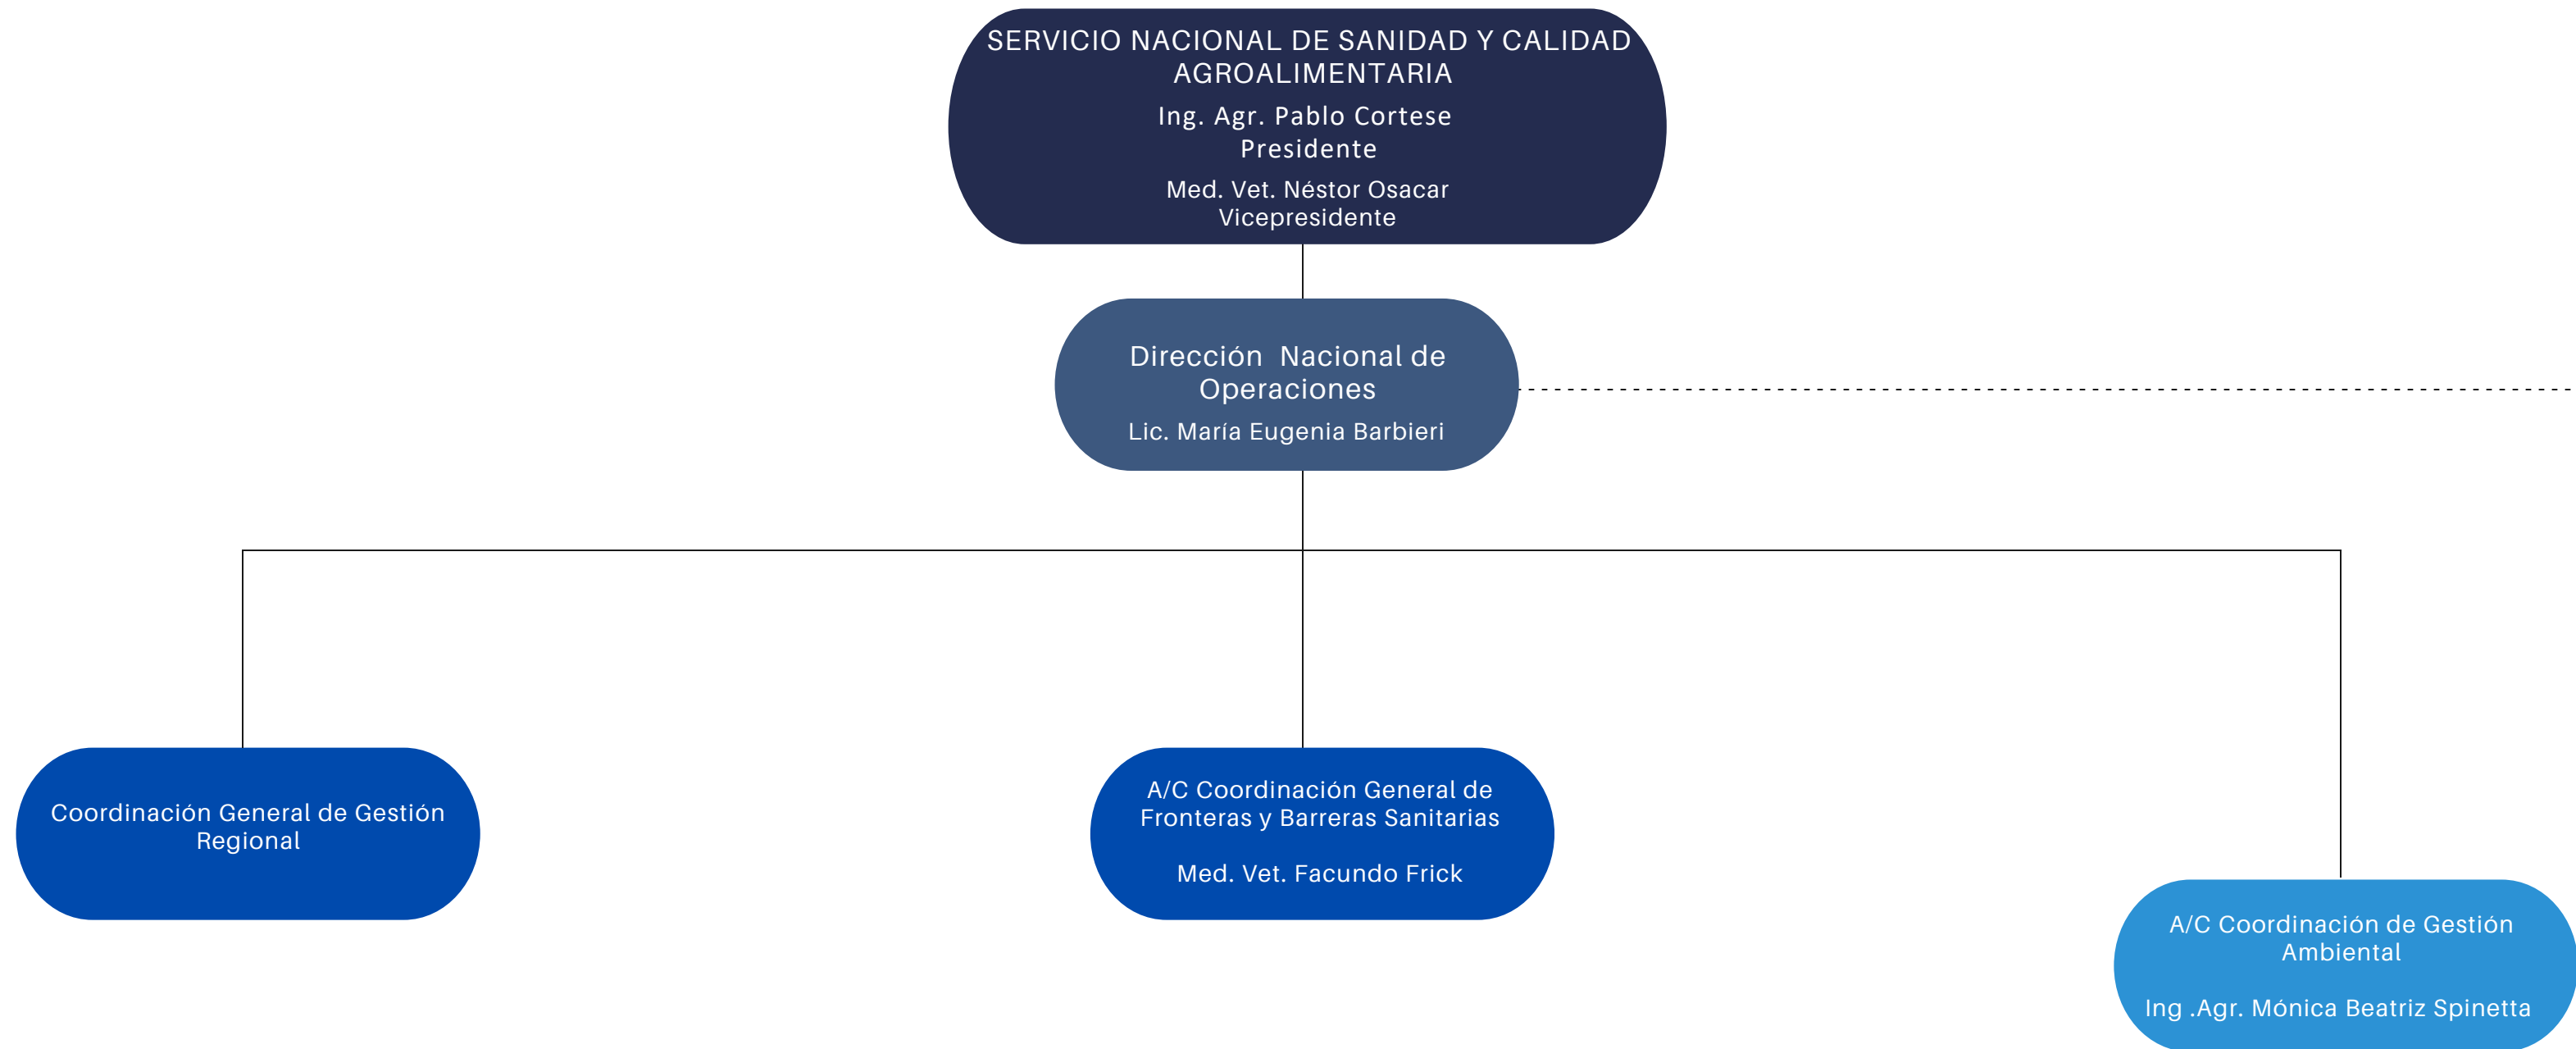 SERVICIO NACIONAL DE SANIDAD Y CALIDAD
AGROALIMENTARIA
Ing. Agr. Pablo Cortese
Presidente
Med. Vet. Néstor Osacar
Vicepresidente
Dirección Nacional de
Operaciones
Lic. María Eugenia Barbieri
Coordinación General de Gestión
Regional
A/C Coordinación General de
Fronteras y Barreras Sanitarias
Med. Vet. Facundo Frick
A/C Coordinación de Gestión
Ambiental
Ing .Agr. Mónica Beatriz Spinetta